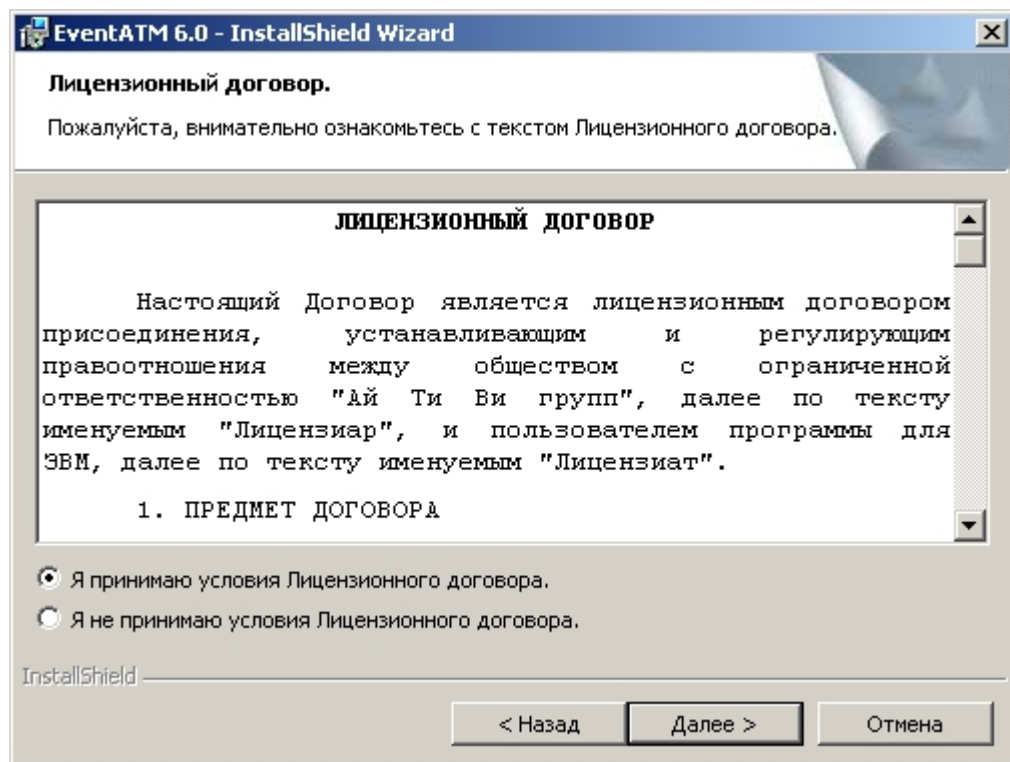 EventATM 6.0 - InstallShield Wizard
Лицензионный договор.
Пожалуйста, внимательно ознакомьтесь с текстом Лицензионного договора.
ЛИЦЕНЗИОННЫЙ ДОГОВОР
Настоящий Договор является лицензионным договором
присоединения, устанавливающим и регулирующим
правоотношения между обществом с ограниченной
ответственностью "Ай Ти Ви групп", далее по тексту
именуемым "Лицензиар", и пользователем программы для
ЭВМ, далее по тексту именуемым "Лицензиат".
1. ПРЕДМЕТ ДОГОВОРА
Я принимаю условия Лицензионного договора.
Я не принимаю условия Лицензионного договора.
InstallShield
< Назад
Далее >
Отмена